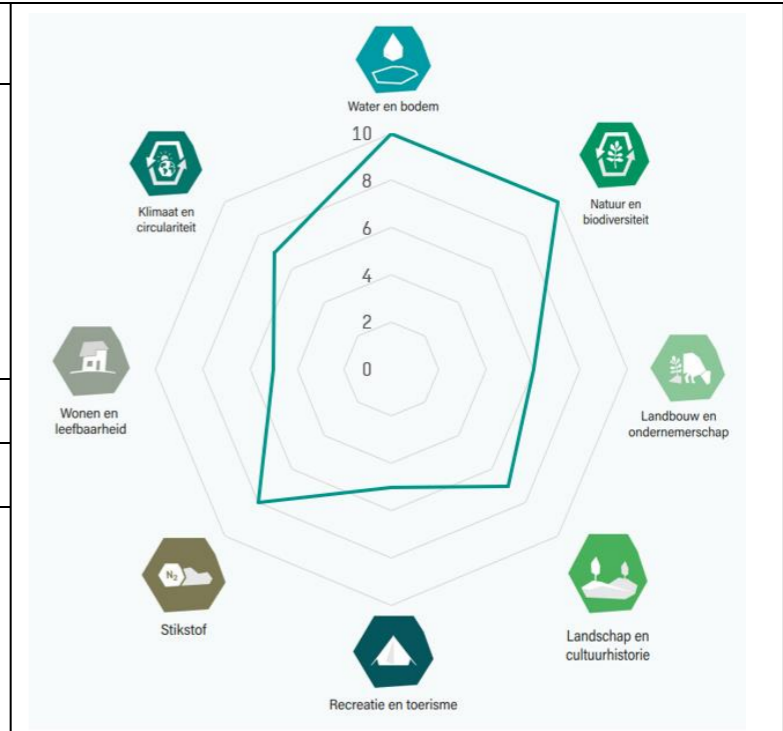 Water en bodem
10
8
6
4
2
0
Natuur en
biodiversiteit
Landbouw en
ondernemerschap
Landschap en
cultuurhistorie
Recreatie en toerisme
N₂
Stikstof
Wonen en
leefbaarheid
Klimaat en
circulariteit